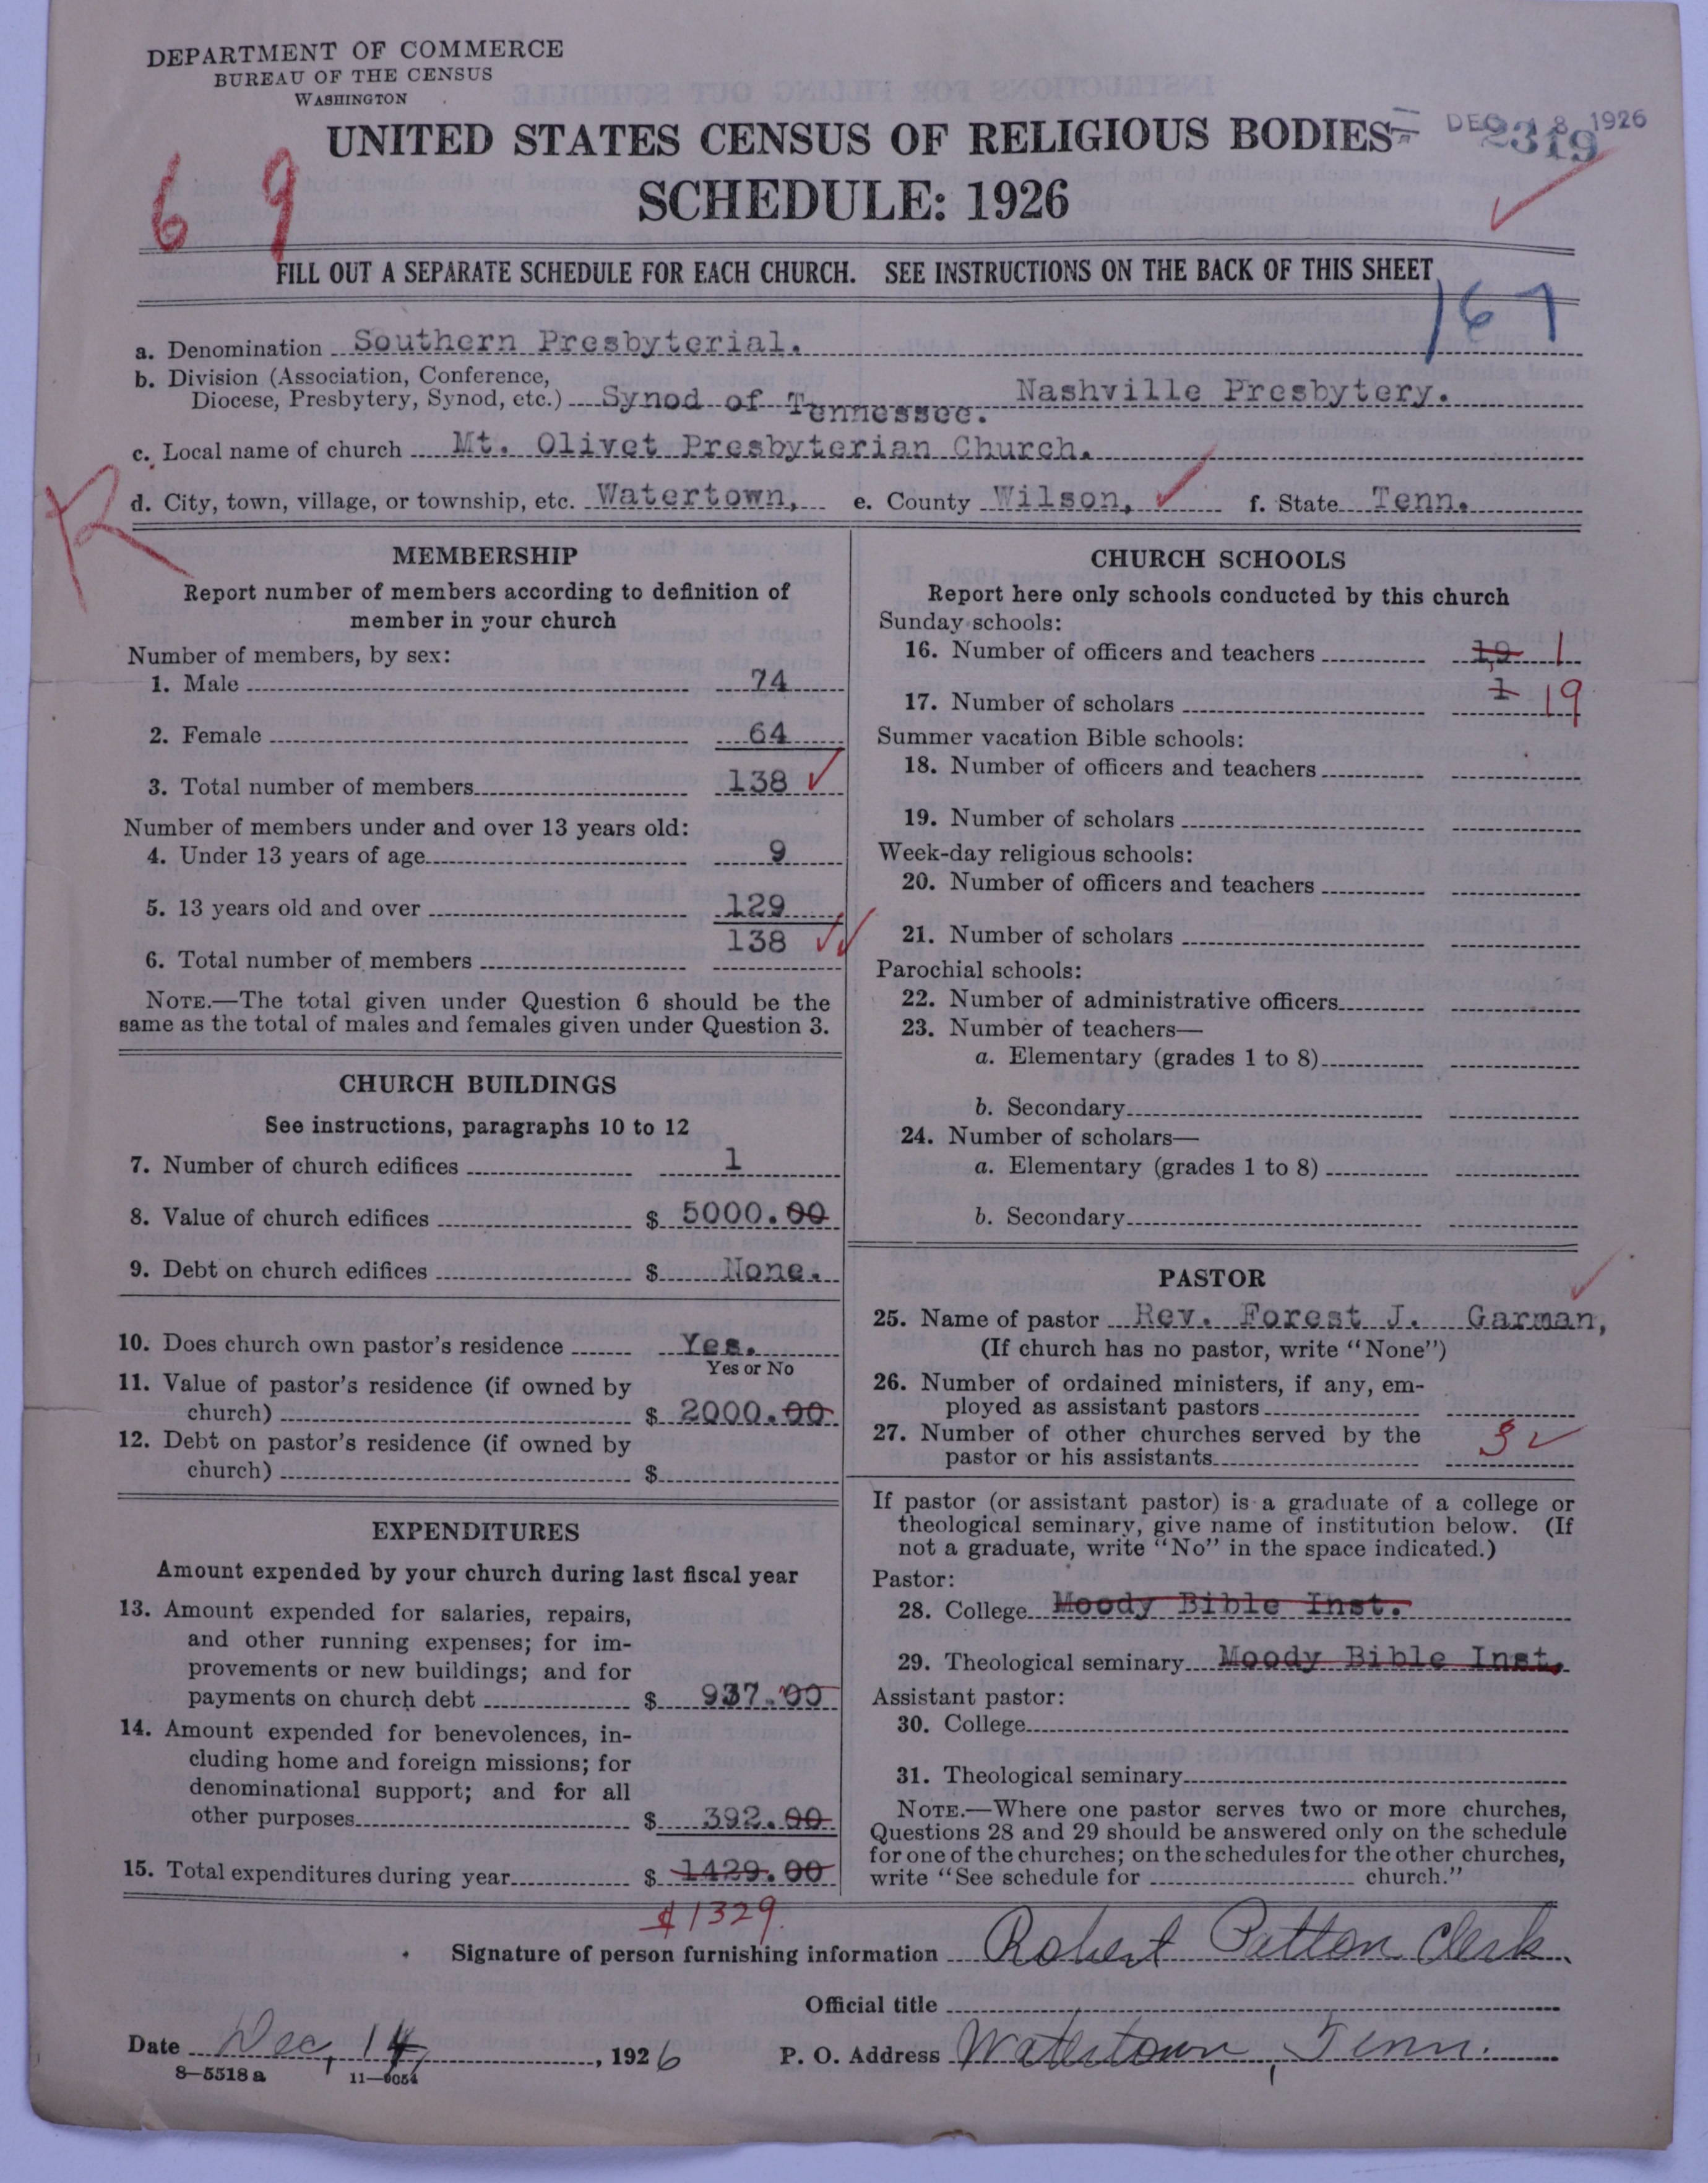 DEPARTMENT OF COMMERCE
BUREAU OF THE CENSUS
WASHINGTON
UNITED STATES CENSUS OF RELIGIOUS BODIES
DEC 1926
2319
SCHEDULE: 1926
69
FILL OUT A SEPARATE SCHEDULE FOR EACH CHURCH. SEE INSTRUCTIONS ON THE BACK OF THIS SHEET
167
a. Denomination Southern Presbyterial.
b. Division (Association, Conference,
Diocese, Presbytery, Synod, etc.) Synod of Tennessee. Nashville Presbytery.
c. Local name of church Mt. Olivet Presbyterian Church.
d. City, town, village, or township, etc. Watertown, e. County Wilson, f. State Tenn.
R
MEMBERSHIP
Report number of members according to definition of
member in your church
Number of members, by sex:
1. Male 74
2. Female 64
3. Total number of members 138
Number of members under and over 13 years old:
4. Under 13 years of age 9
5. 13 years old and over 129
6. Total number of members 138
NOTE.—The total given under Question 6 should be the
same as the total of males and females given under Question 3.
CHURCH BUILDINGS
See instructions, paragraphs 10 to 12
7. Number of church edifices 1
8. Value of church edifices $ 5000.00
9. Debt on church edifices $ None.
10. Does church own pastor's residence Yes.
Yes or No
11. Value of pastor's residence (if owned by
church) $ 2000.00
12. Debt on pastor's residence (if owned by
church) $
EXPENDITURES
Amount expended by your church during last fiscal year
13. Amount expended for salaries, repairs,
and other running expenses; for im-
provements or new buildings; and for
payments on church debt $ 937.00
14. Amount expended for benevolences, in-
cluding home and foreign missions; for
denominational support; and for all
other purposes $ 392.00
15. Total expenditures during year $ 1429.00
$1329.
CHURCH SCHOOLS
Report here only schools conducted by this church
Sunday schools:
16. Number of officers and teachers 19 1
17. Number of scholars 1 19
Summer vacation Bible schools:
18. Number of officers and teachers
19. Number of scholars
Week-day religious schools:
20. Number of officers and teachers
21. Number of scholars
Parochial schools:
22. Number of administrative officers
23. Number of teachers—
a. Elementary (grades 1 to 8)
b. Secondary
24. Number of scholars—
a. Elementary (grades 1 to 8)
b. Secondary
PASTOR
25. Name of pastor Rev. Forest J. Garman,
(If church has no pastor, write "None")
26. Number of ordained ministers, if any, em-
ployed as assistant pastors
27. Number of other churches served by the
pastor or his assistants 3
If pastor (or assistant pastor) is a graduate of a college or
theological seminary, give name of institution below. (If
not a graduate, write "No" in the space indicated.)
Pastor:
28. College Moody Bible Inst.
29. Theological seminary Moody Bible Inst.
Assistant pastor:
30. College
31. Theological seminary
NOTE.—Where one pastor serves two or more churches,
Questions 28 and 29 should be answered only on the schedule
for one of the churches; on the schedules for the other churches,
write "See schedule for church."
Signature of person furnishing information Robert Patton Clerk
Official title
Date Dec, 14, 1926 P. O. Address Watertown, Tenn.
8—5518a 11—9054